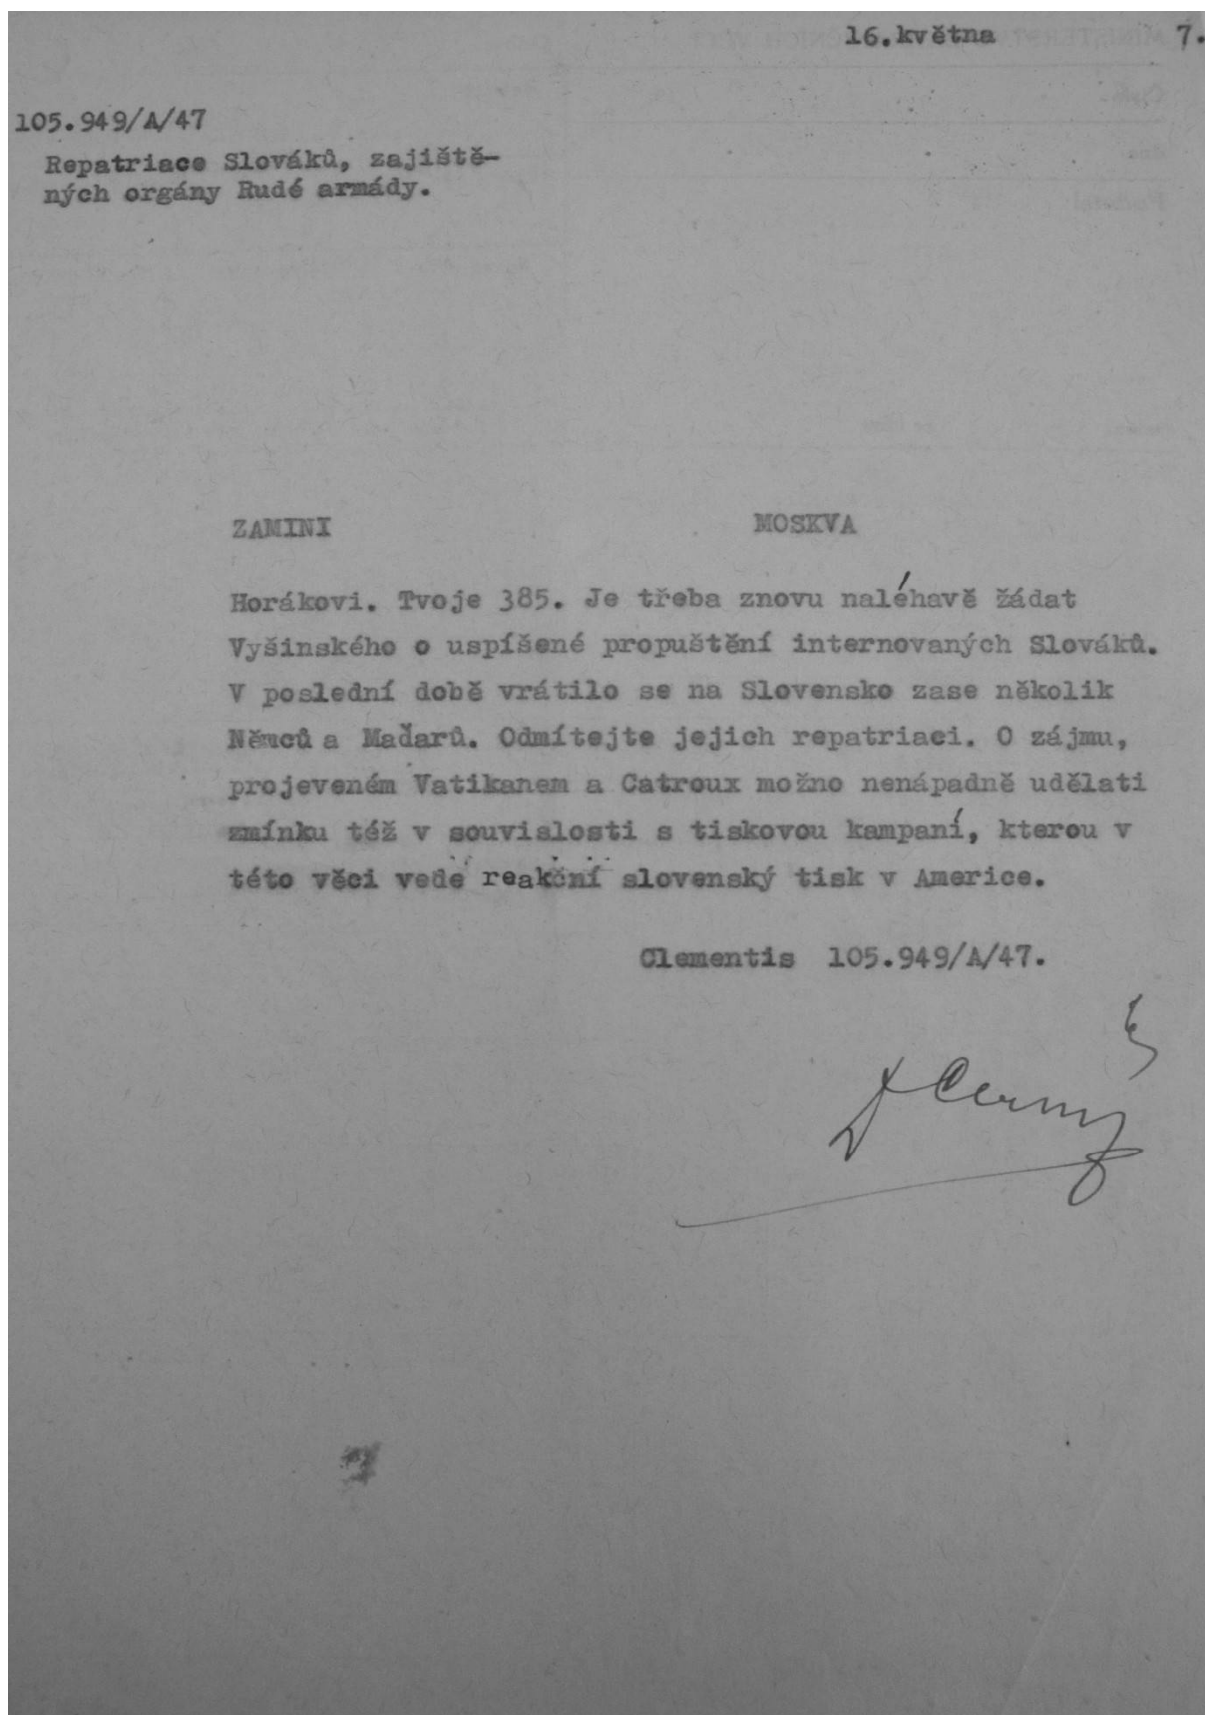 16.května 7.
105.949/A/47
Repatriace Slováků, zajiště-
ných orgány Rudé armády.
ZAMINI MOSKVA
Horákovi. Tvoje 385. Je třeba znovu naléhavě žádat
Vyšinského o uspíšené propuštění internovaných Slováků.
V poslední době vrátilo se na Slovensko zase několik
Němců a Maďarů. Odmítejte jejich repatriaci. O zájmu,
projeveném Vatikanem a Catroux možno nenápadně udělati
zmínku též v souvislosti s tiskovou kampaní, kterou v
této věci vede reakční slovenský tisk v Americe.
Clementis 105.949/A/47.